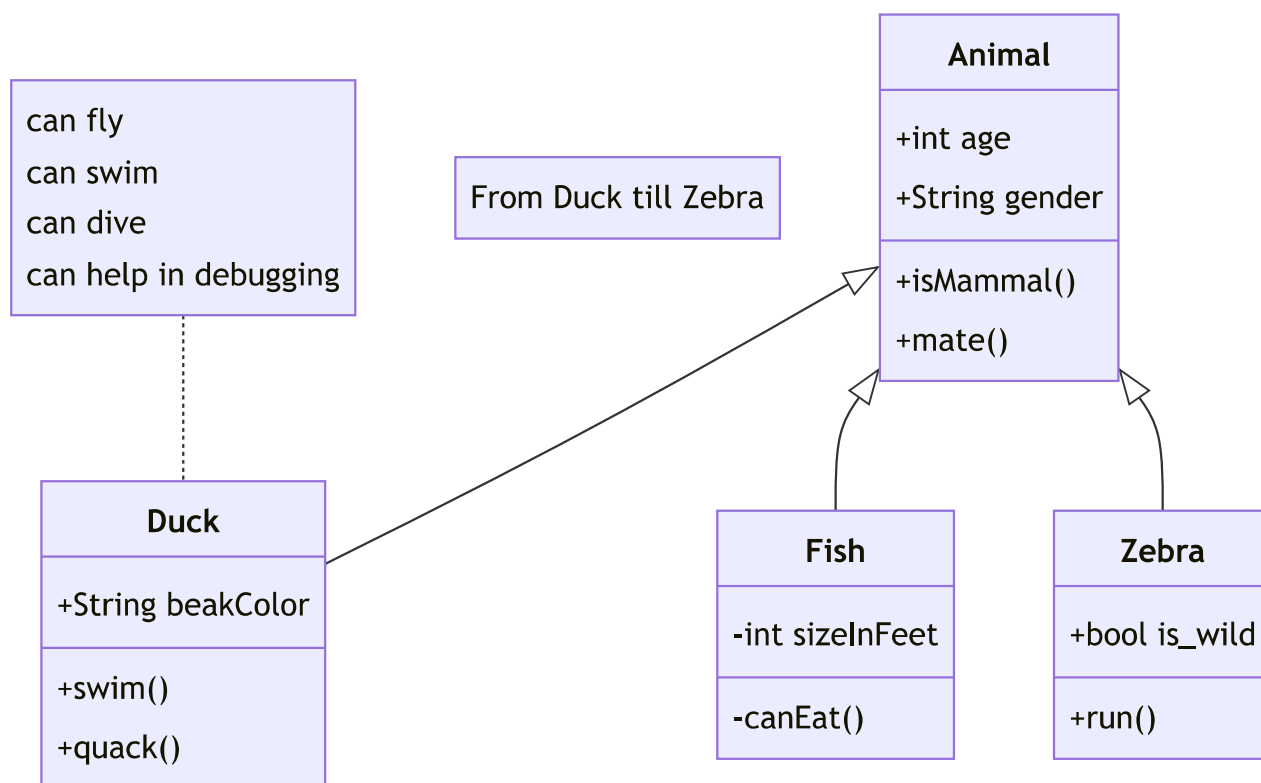 can fly
can swim
can dive
can help in debugging
From Duck till Zebra
Animal
+int age
+String gender
+isMammal()
+mate()
Duck
+String beakColor
+swim()
+quack()
Fish
-int sizeInFeet
-canEat()
Zebra
+bool is_wild
+run()